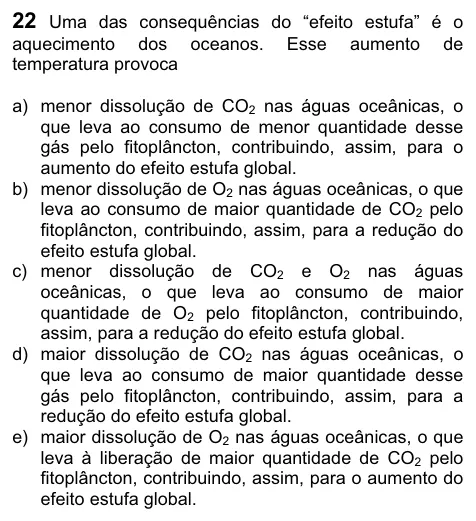 22 Uma das consequências do “efeito estufa” é o
aquecimento dos oceanos. Esse aumento de
temperatura provoca
a) menor dissolução de CO₂ nas águas oceânicas, o
que leva ao consumo de menor quantidade desse
gás pelo fitoplâncton, contribuindo, assim, para o
aumento do efeito estufa global.
b) menor dissolução de O₂ nas águas oceânicas, o que
leva ao consumo de maior quantidade de CO₂ pelo
fitoplâncton, contribuindo, assim, para a redução do
efeito estufa global.
c) menor dissolução de CO₂ e O₂ nas águas
oceânicas, o que leva ao consumo de maior
quantidade de O₂ pelo fitoplâncton, contribuindo,
assim, para a redução do efeito estufa global.
d) maior dissolução de CO₂ nas águas oceânicas, o
que leva ao consumo de maior quantidade desse
gás pelo fitoplâncton, contribuindo, assim, para a
redução do efeito estufa global.
e) maior dissolução de O₂ nas águas oceânicas, o que
leva à liberação de maior quantidade de CO₂ pelo
fitoplâncton, contribuindo, assim, para o aumento do
efeito estufa global.